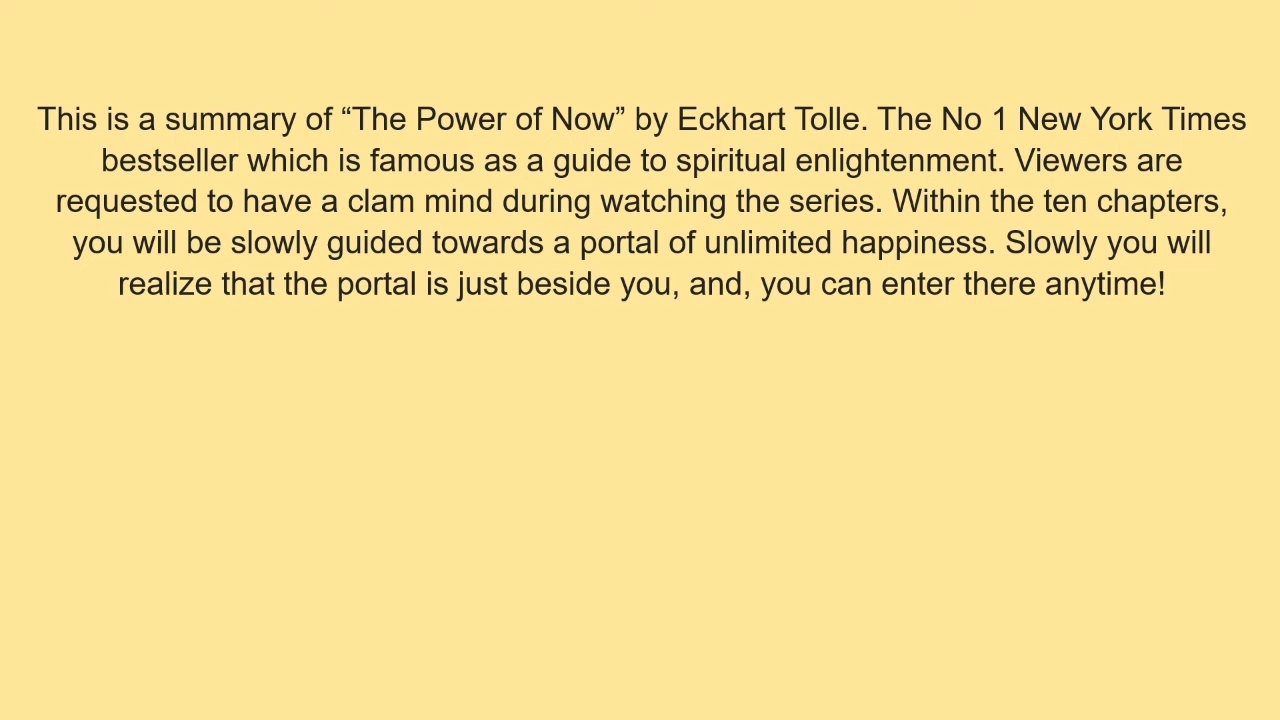 This is a summary of “The Power of Now” by Eckhart Tolle. The No 1 New York Times
bestseller which is famous as a guide to spiritual enlightenment. Viewers are
requested to have a clam mind during watching the series. Within the ten chapters,
you will be slowly guided towards a portal of unlimited happiness. Slowly you will
realize that the portal is just beside you, and, you can enter there anytime!